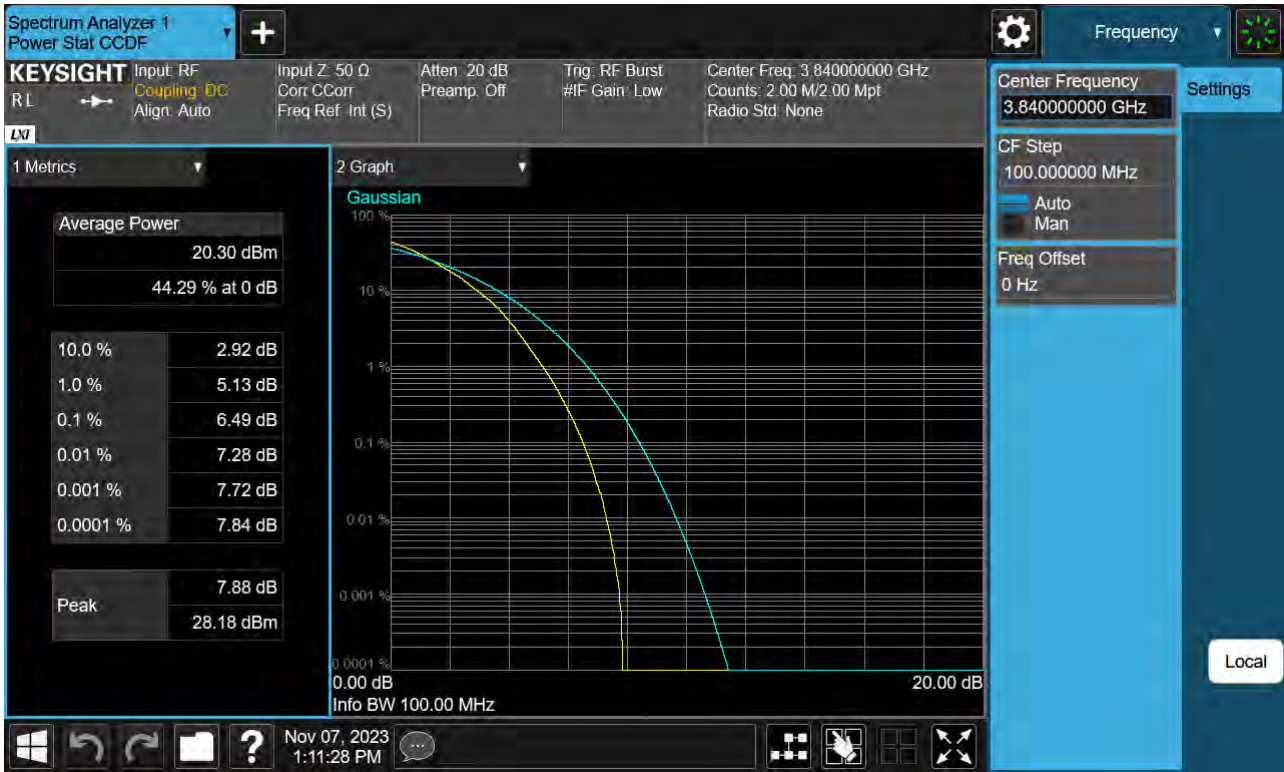 Spectrum Analyzer 1
Power Stat CCDF
Frequency
KEYSIGHT
RL
LXI
Input: RF
Coupling: DC
Align: Auto
Input Z: 50 Ω
Corr CCorr
Freq Ref: Int (S)
Atten: 20 dB
Preamp: Off
Trig: RF Burst
#IF Gain: Low
Center Freq: 3.840000000 GHz
Counts: 2.00 M/2.00 Mpt
Radio Std: None
Center Frequency
3.840000000 GHz
Settings
CF Step
100.000000 MHz
Auto
Man
Freq Offset
0 Hz
1 Metrics
Average Power
20.30 dBm
44.29 % at 0 dB
10.0 % 2.92 dB
1.0 % 5.13 dB
0.1 % 6.49 dB
0.01 % 7.28 dB
0.001 % 7.72 dB
0.0001 % 7.84 dB
Peak
7.88 dB
28.18 dBm
2 Graph
Gaussian
100 %
10 %
1 %
0.1 %
0.01 %
0.001 %
0.0001 %
0.00 dB 20.00 dB
Info BW 100.00 MHz
Local
?
Nov 07, 2023
1:11:28 PM